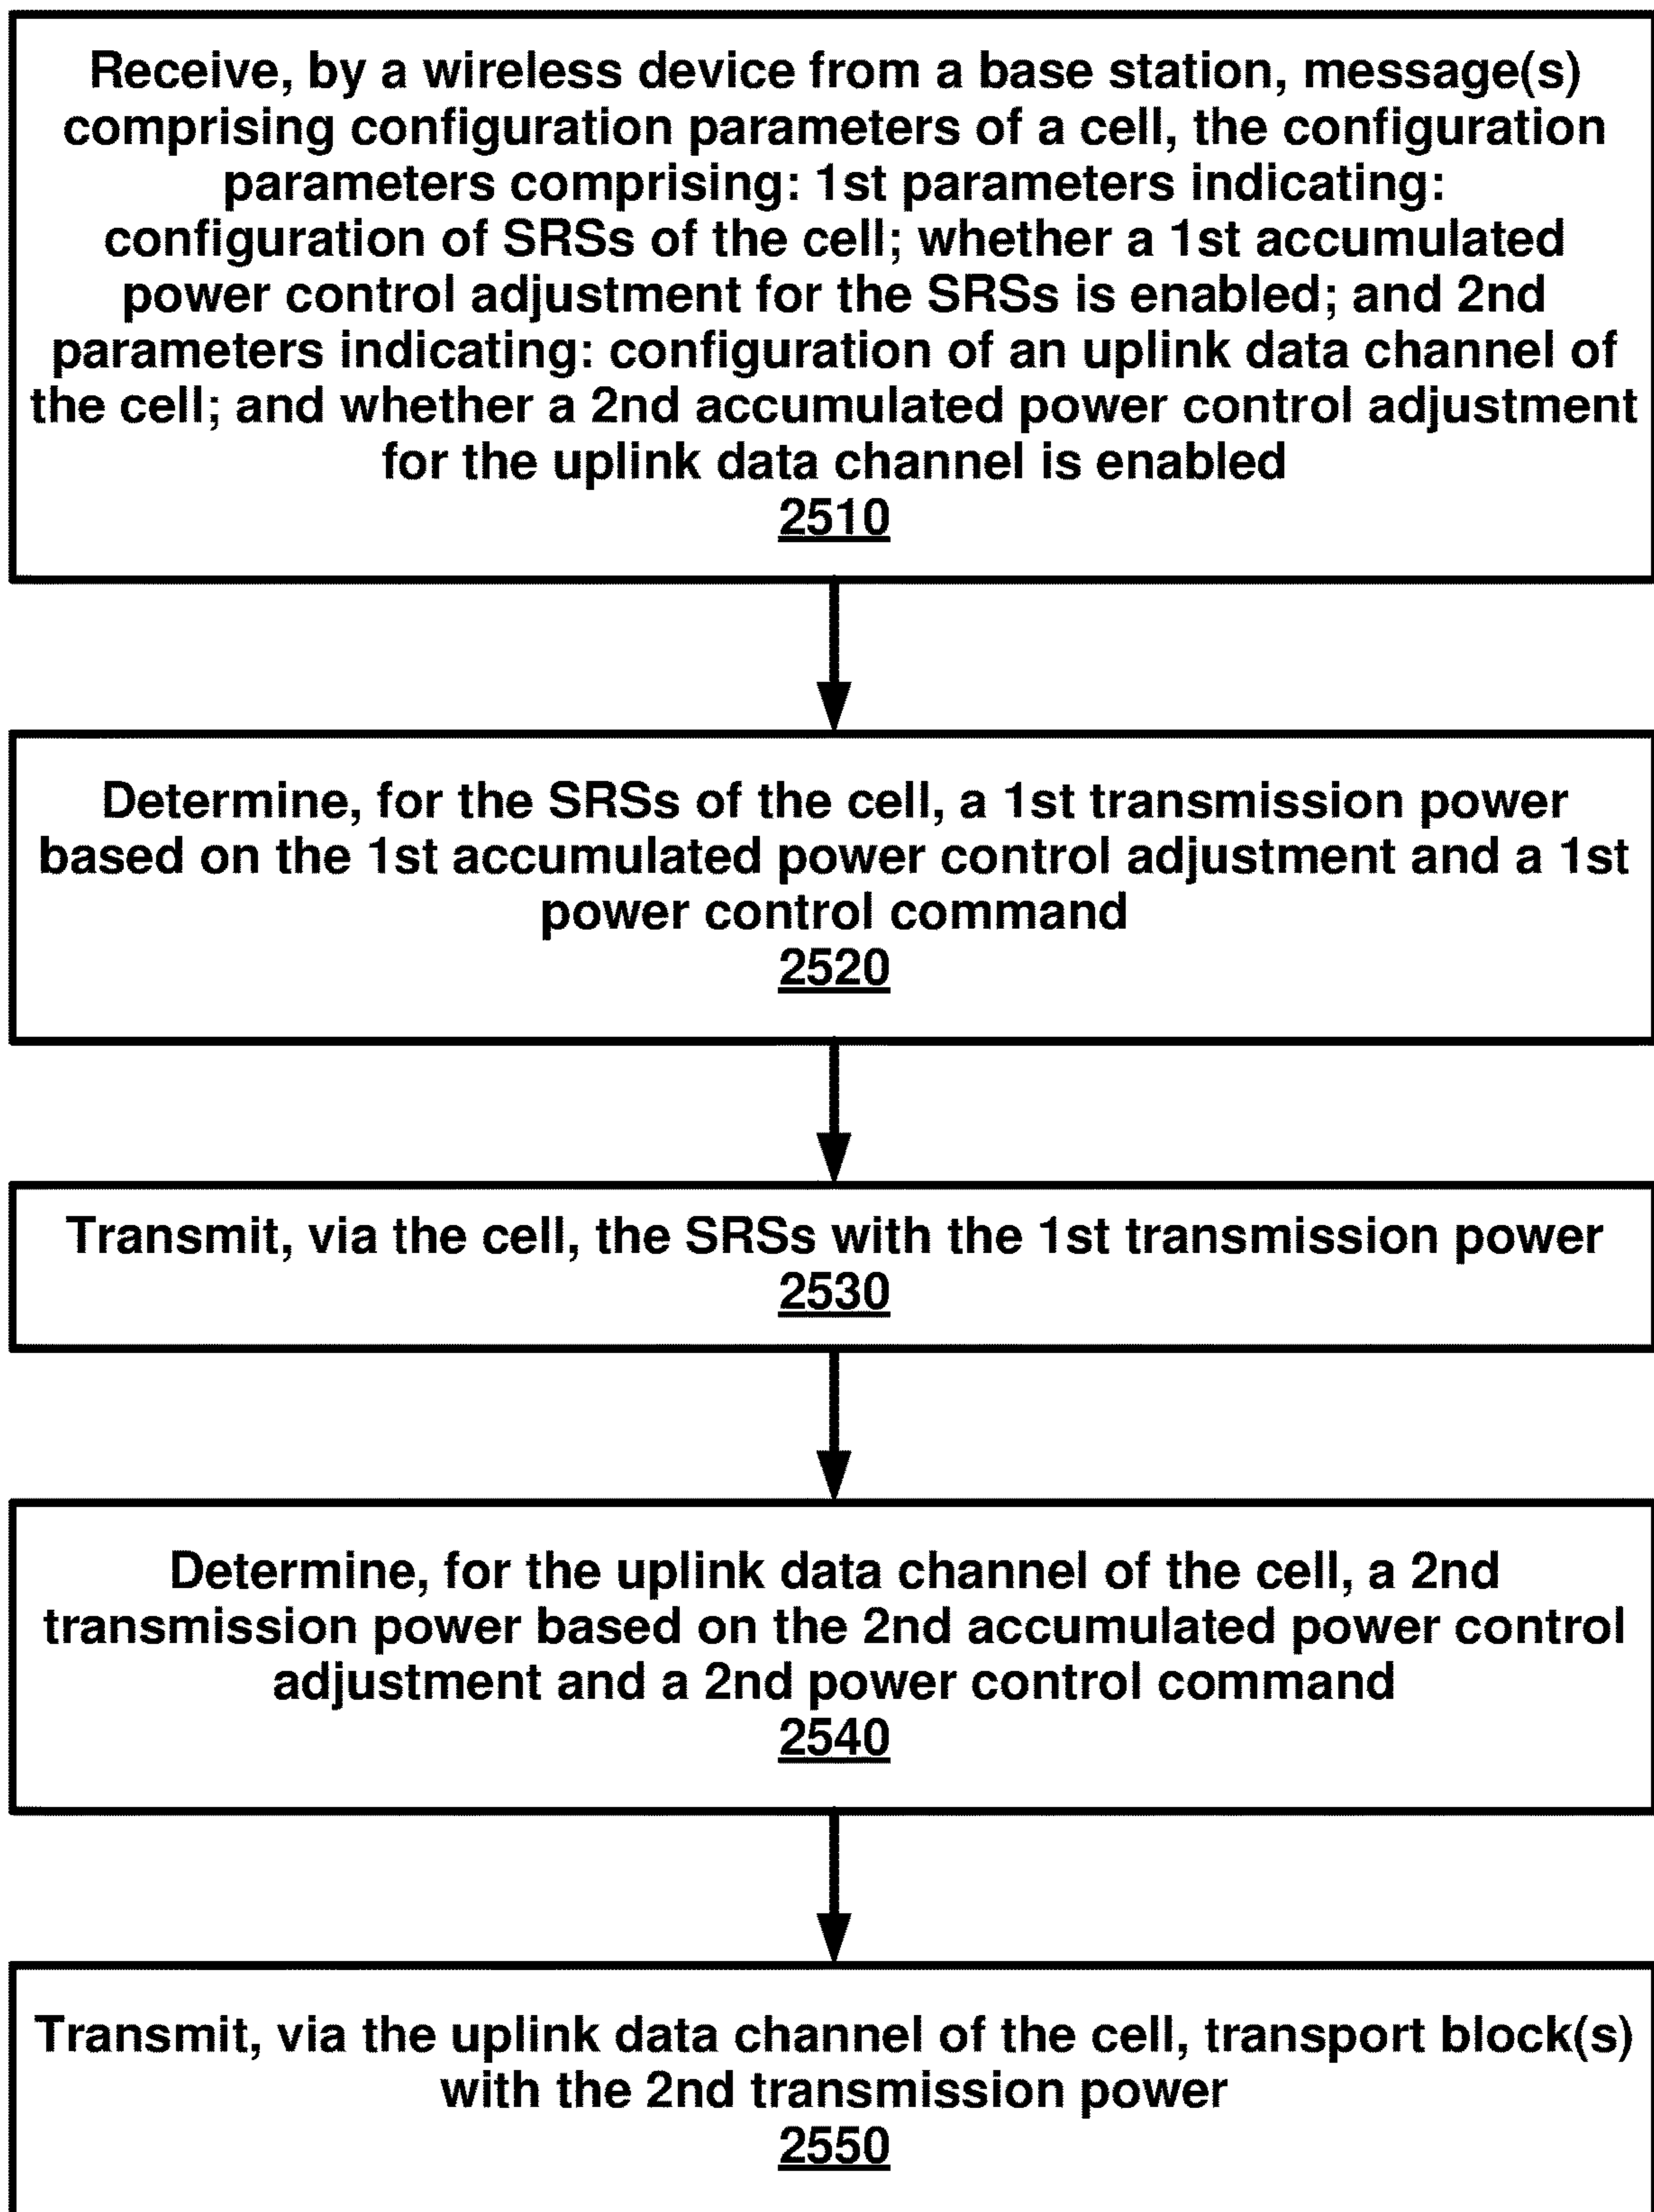 Receive, by a wireless device from a base station, message(s)
comprising configuration parameters of a cell, the configuration
parameters comprising: 1st parameters indicating:
configuration of SRSs of the cell; whether a 1st accumulated
power control adjustment for the SRSs is enabled; and 2nd
parameters indicating: configuration of an uplink data channel of
the cell; and whether a 2nd accumulated power control adjustment
for the uplink data channel is enabled
2510
Determine, for the SRSs of the cell, a 1st transmission power
based on the 1st accumulated power control adjustment and a 1st
power control command
2520
Transmit, via the cell, the SRSs with the 1st transmission power
2530
Determine, for the uplink data channel of the cell, a 2nd
transmission power based on the 2nd accumulated power control
adjustment and a 2nd power control command
2540
Transmit, via the uplink data channel of the cell, transport block(s)
with the 2nd transmission power
2550